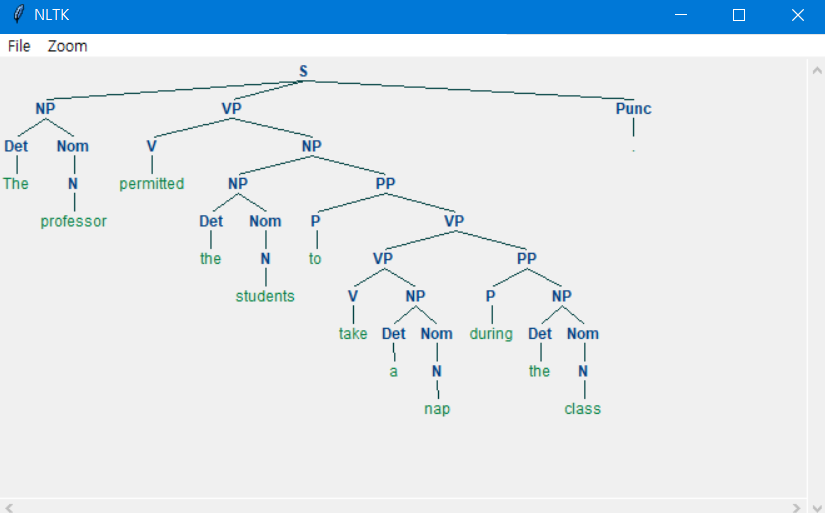 NLTK
File Zoom
S
NP VP Punc
Det Nom V NP .
The N permitted NP PP
professor Det Nom P VP
the N to VP PP
students V NP P NP
take Det Nom during Det Nom
a N the N
nap class